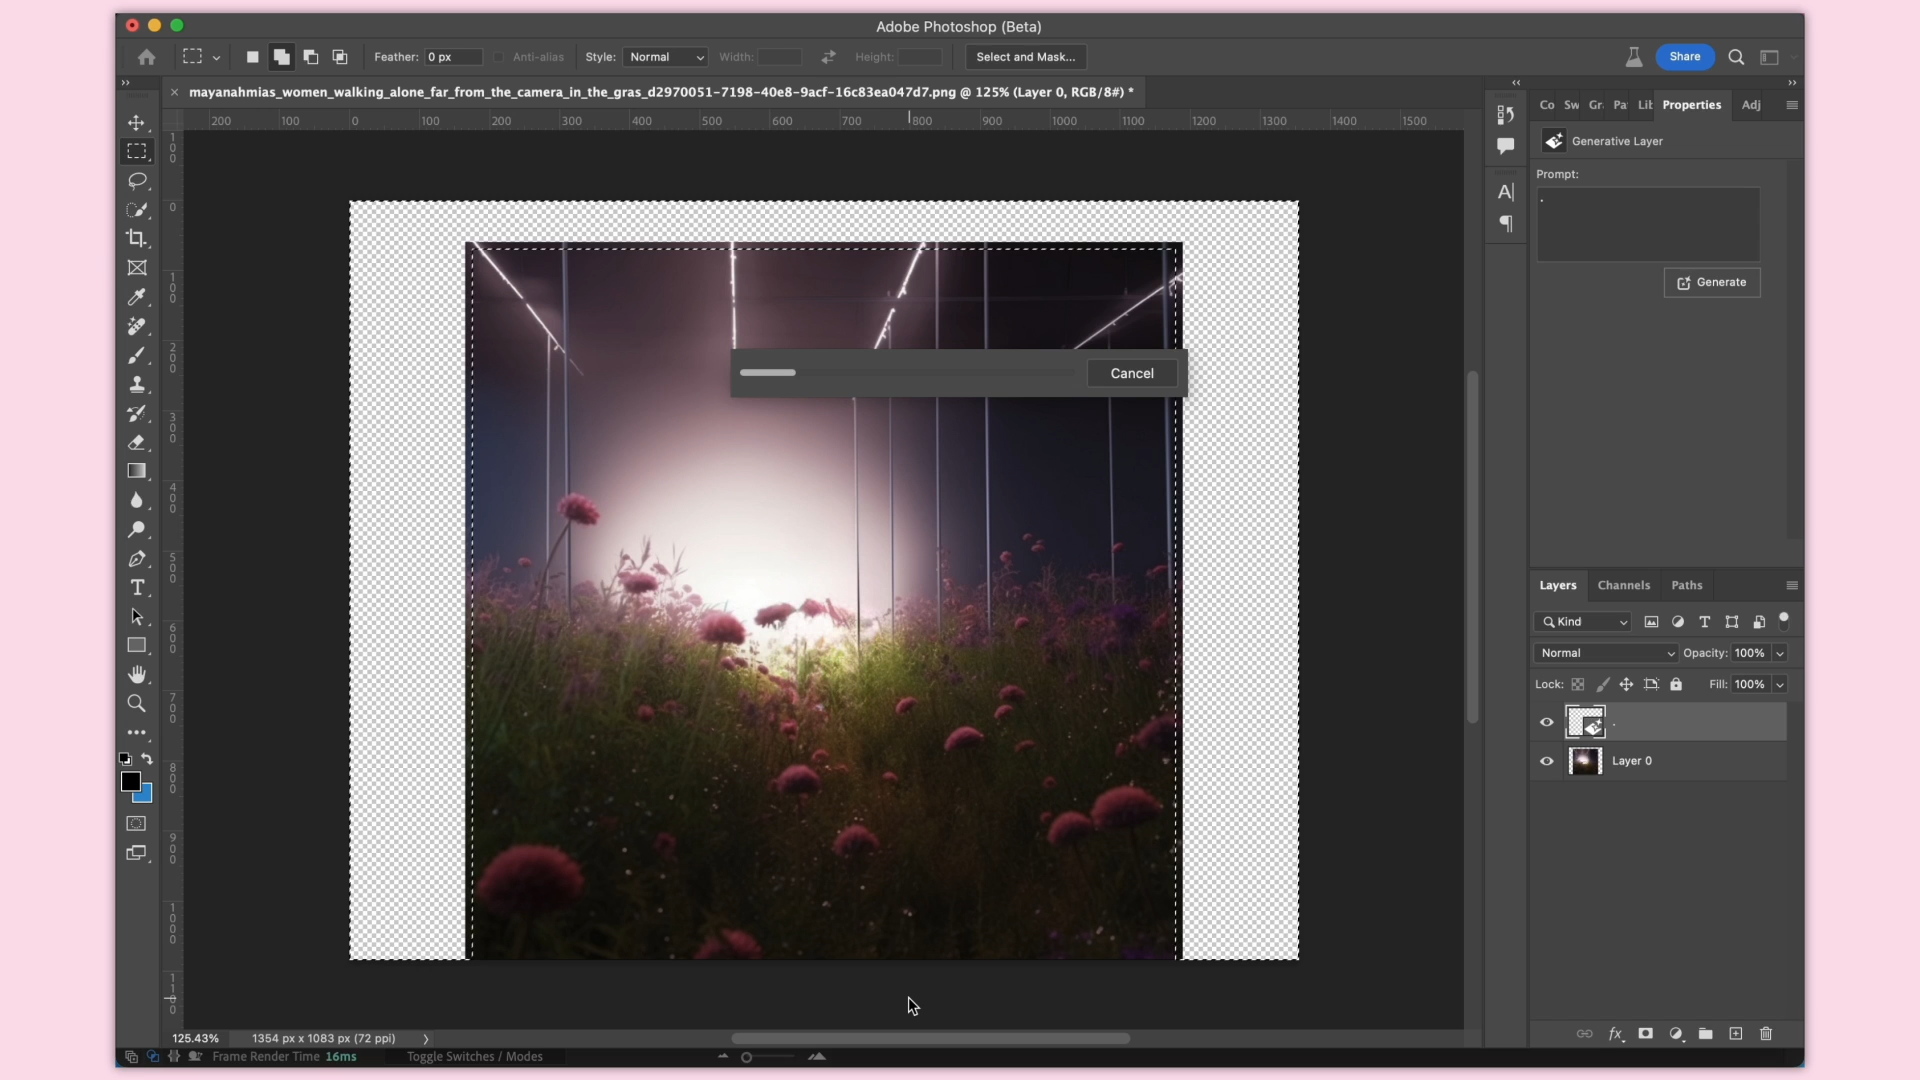 Adobe Photoshop (Beta)
Feather: 0 px Anti-alias Style: Normal Width: Height: Select and Mask... Share
mayanahmias_women_walking_alone_far_from_the_camera_in_the_gras_d2970051-7198-40e8-9acf-16c83ea047d7.png @ 125% (Layer 0, RGB/8#) *
Co Sw Gr Pa Lib Properties Adj
200 100 0 100 200 300 400 500 600 700 800 900 1000 1100 1200 1300 1400 1500
Generative Layer
Prompt:
.
Generate
Cancel
100
0
100
200
300
400
500
600
700
800
900
1000
1100
Layers Channels Paths
Kind
Normal Opacity: 100%
Lock: Fill: 100%
.
Layer 0
fx
125.43% 1354 px x 1083 px (72 ppi)
Frame Render Time 16ms Toggle Switches / Modes